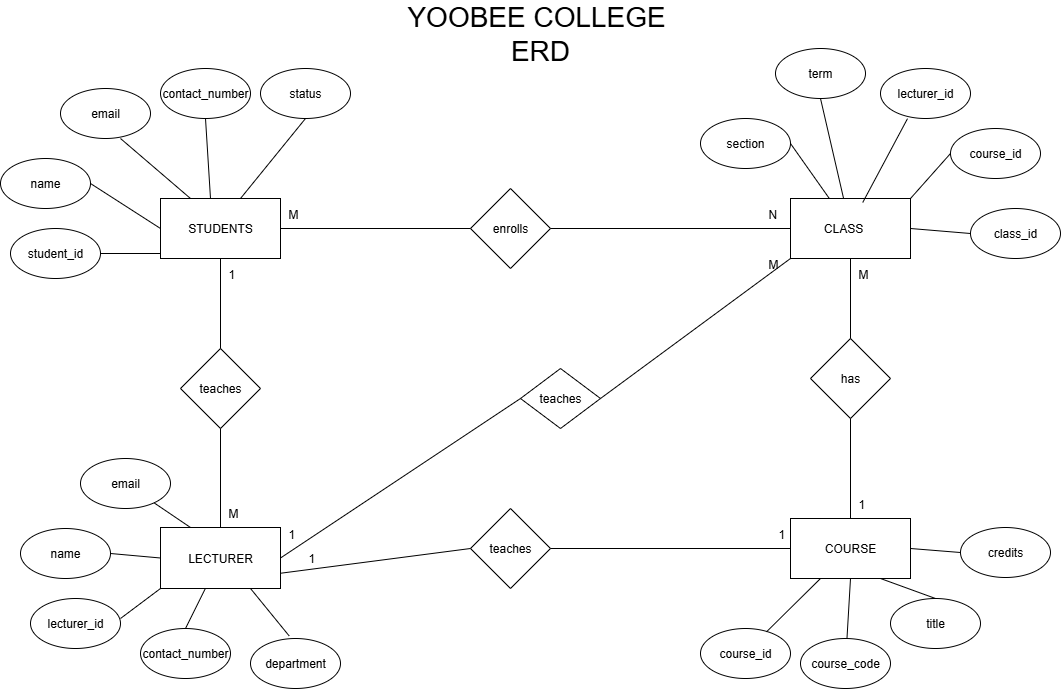 YOOBEE COLLEGE
ERD
term
contact_number
status
lecturer_id
email
section
course_id
name
M
N
STUDENTS
enrolls
CLASS
class_id
student_id
1
M
M
has
teaches
teaches
email
M
1
1
1
1
name
LECTURER
teaches
COURSE
credits
lecturer_id
title
contact_number
department
course_id
course_code